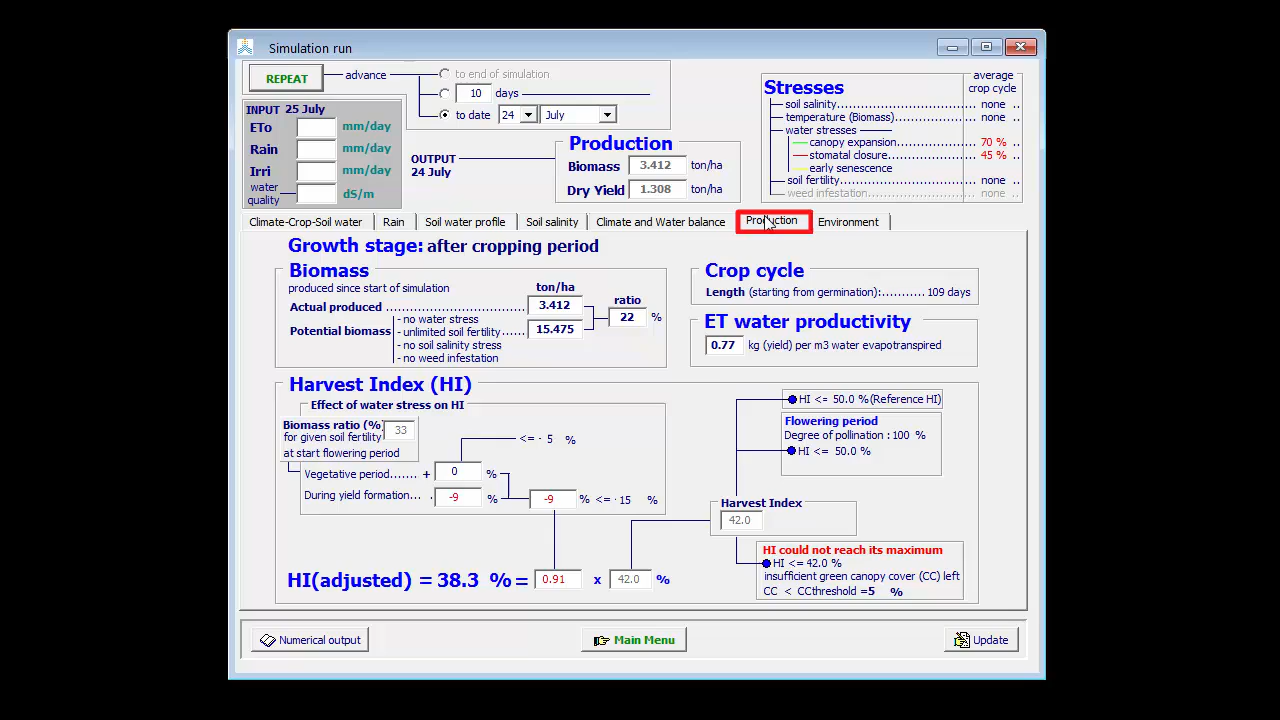 Simulation run
REPEAT
advance
to end of simulation
10 days
to date 24 July
INPUT 25 July
ETo mm/day
Rain mm/day
Irri mm/day
water quality dS/m
OUTPUT
24 July
Production
Biomass 3.412 ton/ha
Dry Yield 1.308 ton/ha
Stresses
average
crop cycle
soil salinity............................ none ..
temperature (Biomass)............. none ..
water stresses
canopy expansion................ 70 % ..
stomatal closure................. 45 % ..
early senescence
soil fertility........................... none ..
weed infestation..................... none ..
Climate-Crop-Soil water Rain Soil water profile Soil salinity Climate and Water balance Production Environment
Growth stage: after cropping period
Biomass
produced since start of simulation
ton/ha
Actual produced 3.412
ratio
22 %
Potential biomass 15.475
- no water stress
- unlimited soil fertility......
- no soil salinity stress
- no weed infestation
Crop cycle
Length (starting from germination):........... 109 days
ET water productivity
0.77 kg (yield) per m3 water evapotranspired
Harvest Index (HI)
Effect of water stress on HI
Biomass ratio (%) 33
for given soil fertility
at start flowering period
<= · 5 %
Vegetative period....... + 0 %
During yield formation... . -9 %
-9 % <= · 15 %
HI <= 50.0 % (Reference HI)
Flowering period
Degree of pollination : 100 %
HI <= 50.0 %
Harvest Index
42.0
HI could not reach its maximum
HI <= 42.0 %
insufficient green canopy cover (CC) left
CC < CCthreshold = 5 %
HI(adjusted) = 38.3 % = 0.91 x 42.0 %
Numerical output
Main Menu
Update